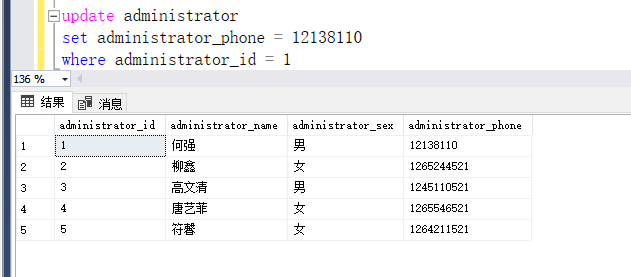 update administrator
set administrator_phone = 12138110
where administrator_id = 1
136 %
结果 消息
administrator_id administrator_name administrator_sex administrator_phone
1 1 何强 男 12138110
2 2 柳鑫 女 1265244521
3 3 高文清 男 1245110521
4 4 唐艺菲 女 1265546521
5 5 符馨 女 1264211521